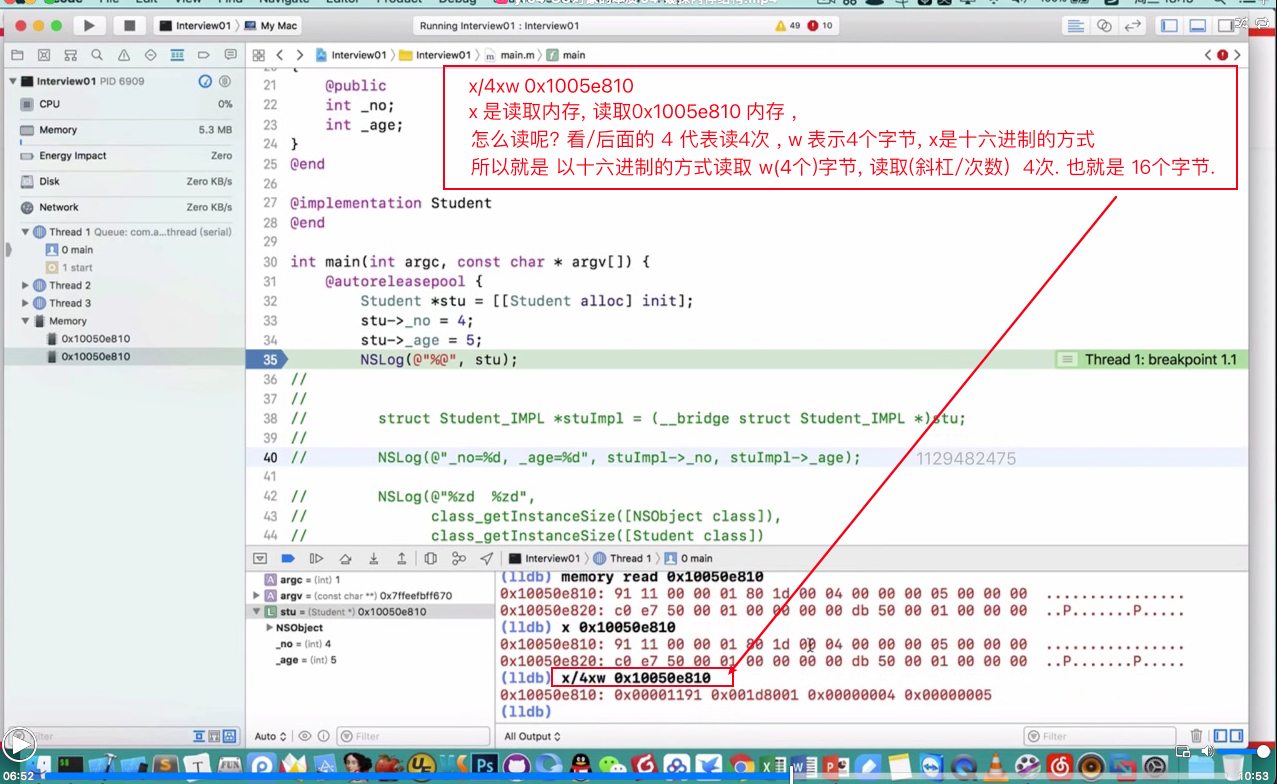 Interview01 〉 My Mac
Running Interview01 : Interview01
49 10
Interview01 〉 Interview01 〉 main.m 〉 main
Interview01 PID 6909
CPU 0%
Memory 5.3 MB
Energy Impact Zero
Disk Zero KB/s
Network Zero KB/s
Thread 1 Queue: com.a...thread (serial)
0 main
1 start
Thread 2
Thread 3
Memory
0x10050e810
0x10050e810
x/4xw 0x1005e810
x 是读取内存, 读取0x1005e810 内存 ，
怎么读呢? 看/后面的 4 代表读4次 , w 表示4个字节, x是十六进制的方式
所以就是 以十六进制的方式读取 w(4个)字节, 读取(斜杠/次数) 4次. 也就是 16个字节.
21 @public
22 int _no;
23 int _age;
24 }
25 @end
26
27 @implementation Student
28 @end
29
30 int main(int argc, const char * argv[]) {
31 @autoreleasepool {
32 Student *stu = [[Student alloc] init];
33 stu->_no = 4;
34 stu->_age = 5;
35 NSLog(@"%@", stu);
Thread 1: breakpoint 1.1
36 //
37 //
38 // struct Student_IMPL *stuImpl = (__bridge struct Student_IMPL *)stu;
39 //
40 // NSLog(@"_no=%d, _age=%d", stuImpl->_no, stuImpl->_age);
1129482475
41
42 // NSLog(@"%zd %zd",
43 // class_getInstanceSize([NSObject class]),
44 // class_getInstanceSize([Student class])
Interview01 〉 Thread 1 〉 0 main
argc = (int) 1
argv = (const char **) 0x7ffeefbff670
stu = (Student *) 0x10050e810
NSObject
_no = (int) 4
_age = (int) 5
(lldb) memory read 0x10050e810
0x10050e810: 91 11 00 00 01 80 1d 00 04 00 00 00 05 00 00 00 ................
0x10050e820: c0 e7 50 00 01 00 00 00 00 db 50 00 01 00 00 00 ..P.......P.....
(lldb) x 0x10050e810
0x10050e810: 91 11 00 00 01 80 1d 00 04 00 00 00 05 00 00 00 ................
0x10050e820: c0 e7 50 00 01 00 00 00 00 db 50 00 01 00 00 00 ..P.......P.....
(lldb) x/4xw 0x10050e810
0x10050e810: 0x00001191 0x001d8001 0x00000004 0x00000005
(lldb)
Auto Filter
All Output
Filter
06:52
0:53